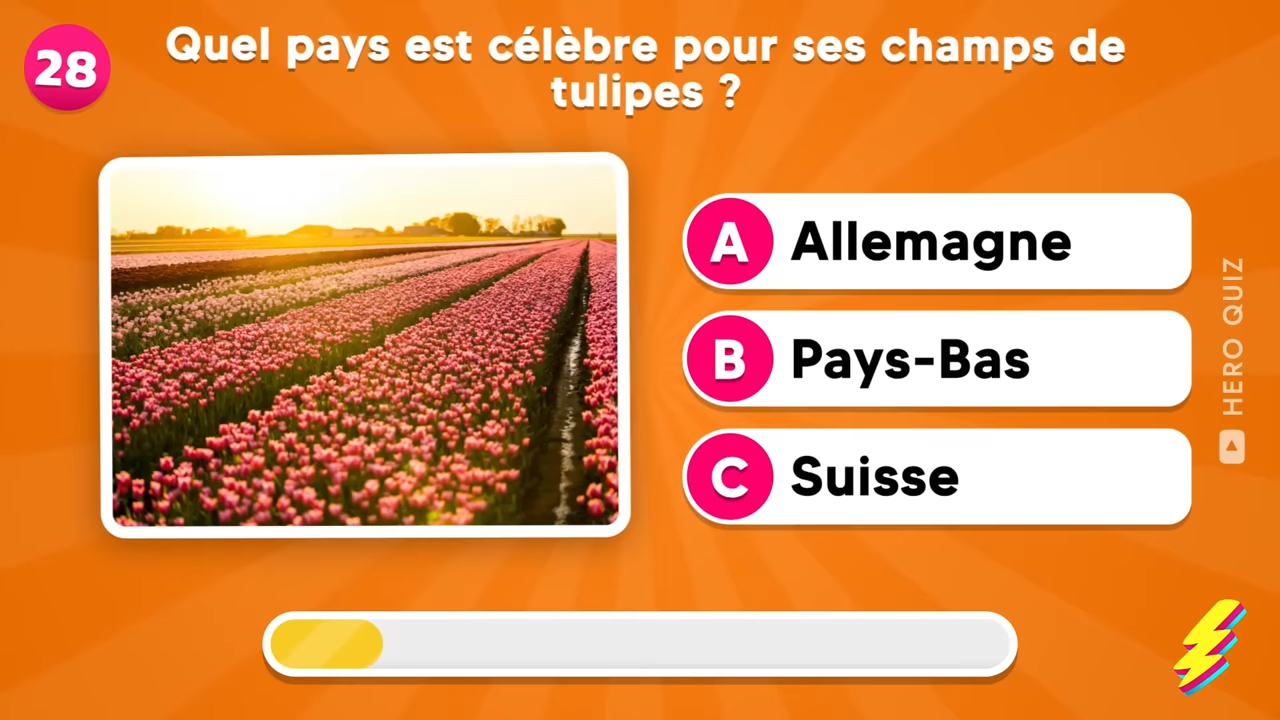 28
Quel pays est célèbre pour ses champs de
tulipes ?
A Allemagne
B Pays-Bas
C Suisse
HERO QUIZ